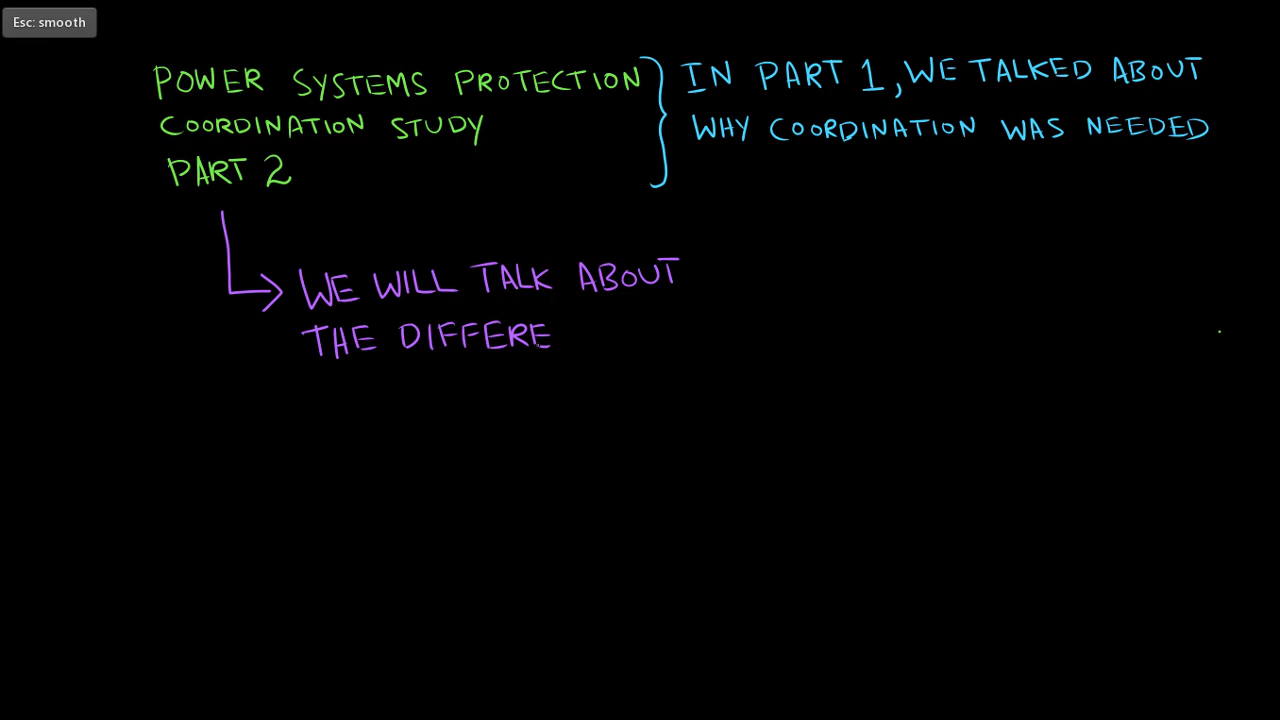 Esc: smooth
POWER SYSTEMS PROTECTION
COORDINATION STUDY
PART 2
IN PART 1, WE TALKED ABOUT
WHY COORDINATION WAS NEEDED
WE WILL TALK ABOUT
THE DIFFERE